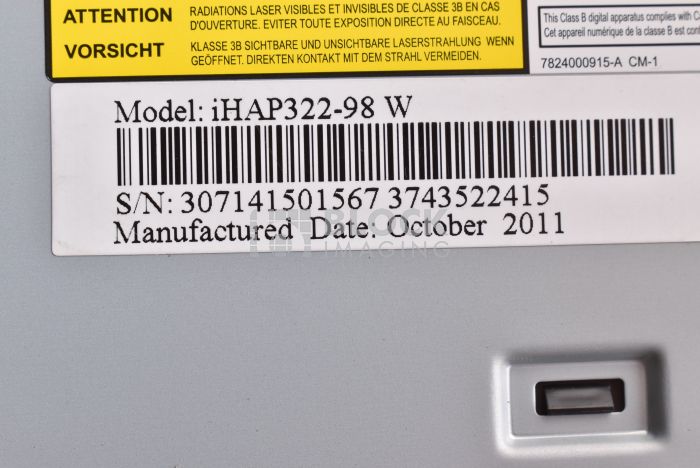 ATTENTION
RADIATIONS LASER VISIBLES ET INVISIBLES DE CLASSE 3B EN CAS
D'OUVERTURE. EVITER TOUTE EXPOSITION DIRECTE AU FAISCEAU.
VORSICHT
KLASSE 3B SICHTBARE UND UNSICHTBARE LASERSTRAHLUNG WENN
GEÖFFNET. DIREKTEN KONTAKT MIT DEM STRAHL VERMEIDEN.
This Class B digital apparatus complies with
Cet appareil numérique de la classe B est
7824000915-A CM-1
Model: iHAP322-98 W
S/N: 307141501567 3743522415
Manufactured Date: October 2011
BLOCK
IMAGING